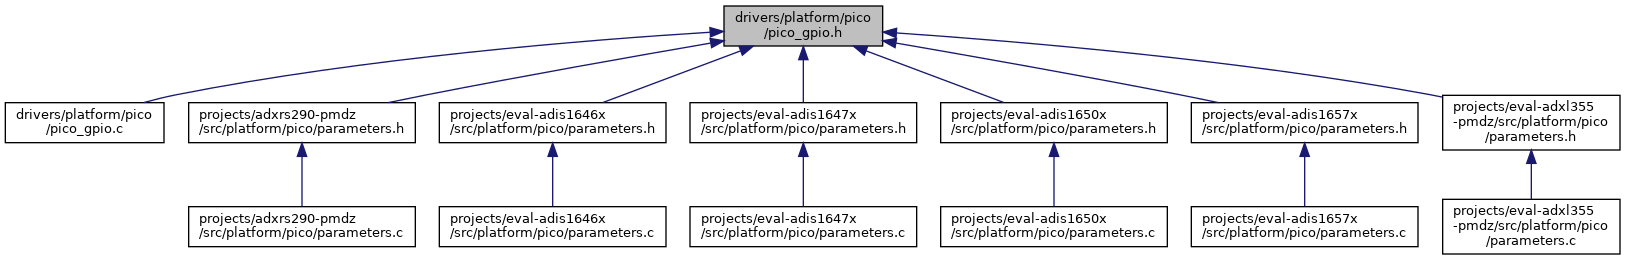 drivers/platform/pico
/pico_gpio.h
drivers/platform/pico
/pico_gpio.c
projects/adxrs290-pmdz
/src/platform/pico/parameters.h
projects/eval-adis1646x
/src/platform/pico/parameters.h
projects/eval-adis1647x
/src/platform/pico/parameters.h
projects/eval-adis1650x
/src/platform/pico/parameters.h
projects/eval-adis1657x
/src/platform/pico/parameters.h
projects/eval-adxl355
-pmdz/src/platform/pico
/parameters.h
projects/adxrs290-pmdz
/src/platform/pico/parameters.c
projects/eval-adis1646x
/src/platform/pico/parameters.c
projects/eval-adis1647x
/src/platform/pico/parameters.c
projects/eval-adis1650x
/src/platform/pico/parameters.c
projects/eval-adis1657x
/src/platform/pico/parameters.c
projects/eval-adxl355
-pmdz/src/platform/pico
/parameters.c